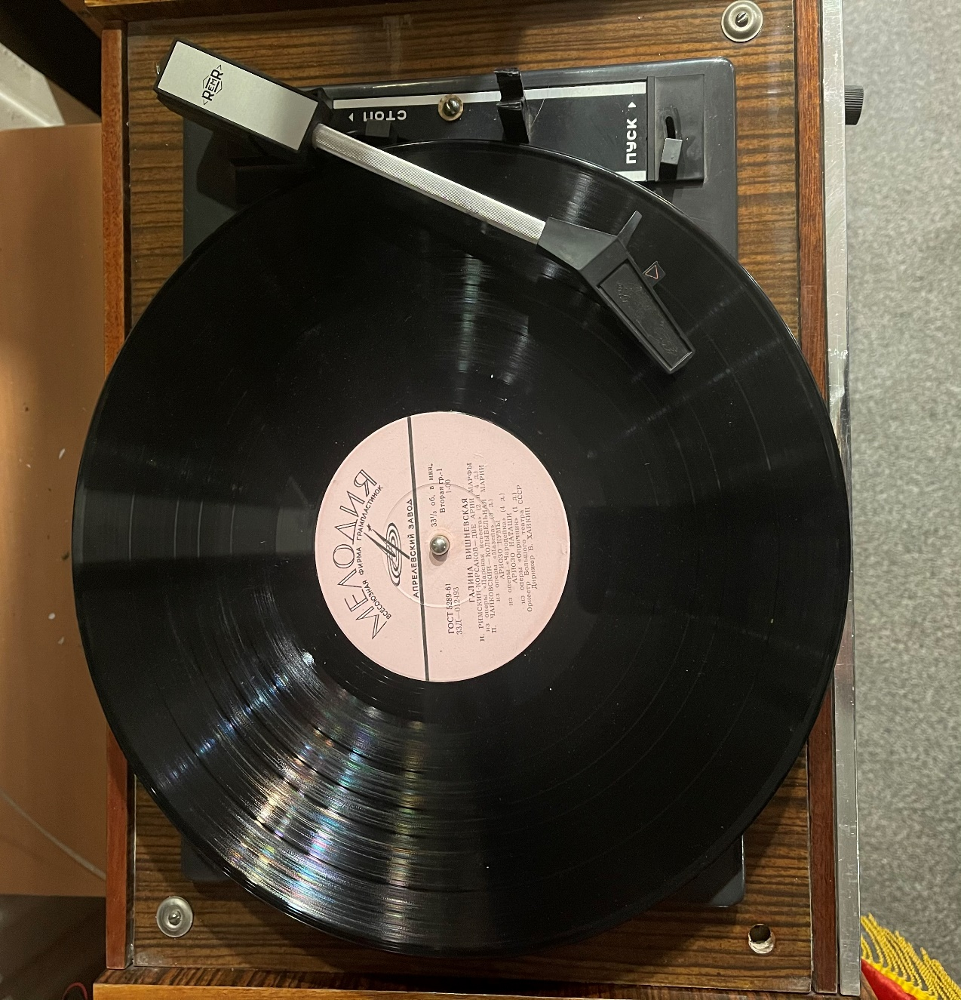 REMR
СТОП
ПУСК
МЕЛОДИЯ
ВСЕСОЮЗНАЯ ФИРМА ГРАМПЛАСТИНОК
АПРЕЛЕВСКИЙ ЗАВОД
ГОСТ 5289-61
33⅓ об. в мин.
33Д—012493
Вторая гр.-1
1-00
ГАЛИНА ВИШНЕВСКАЯ
Н. РИМСКИЙ-КОРСАКОВ—ДВЕ АРИИ МАРФЫ
из оперы «Царская невеста» (2 и 4 д.)
П. ЧАЙКОВСКИЙ—КОЛЫБЕЛЬНАЯ МАРИИ
из оперы «Мазепа» (3 д.)
АРИОЗО КУМЫ
из оперы «Чародейка» (4 д.)
АРИОЗО НАТАШИ
из оперы «Опричник» (1 д.)
Оркестр Большого театра СССР
Дирижер Б. ХАЙКИН